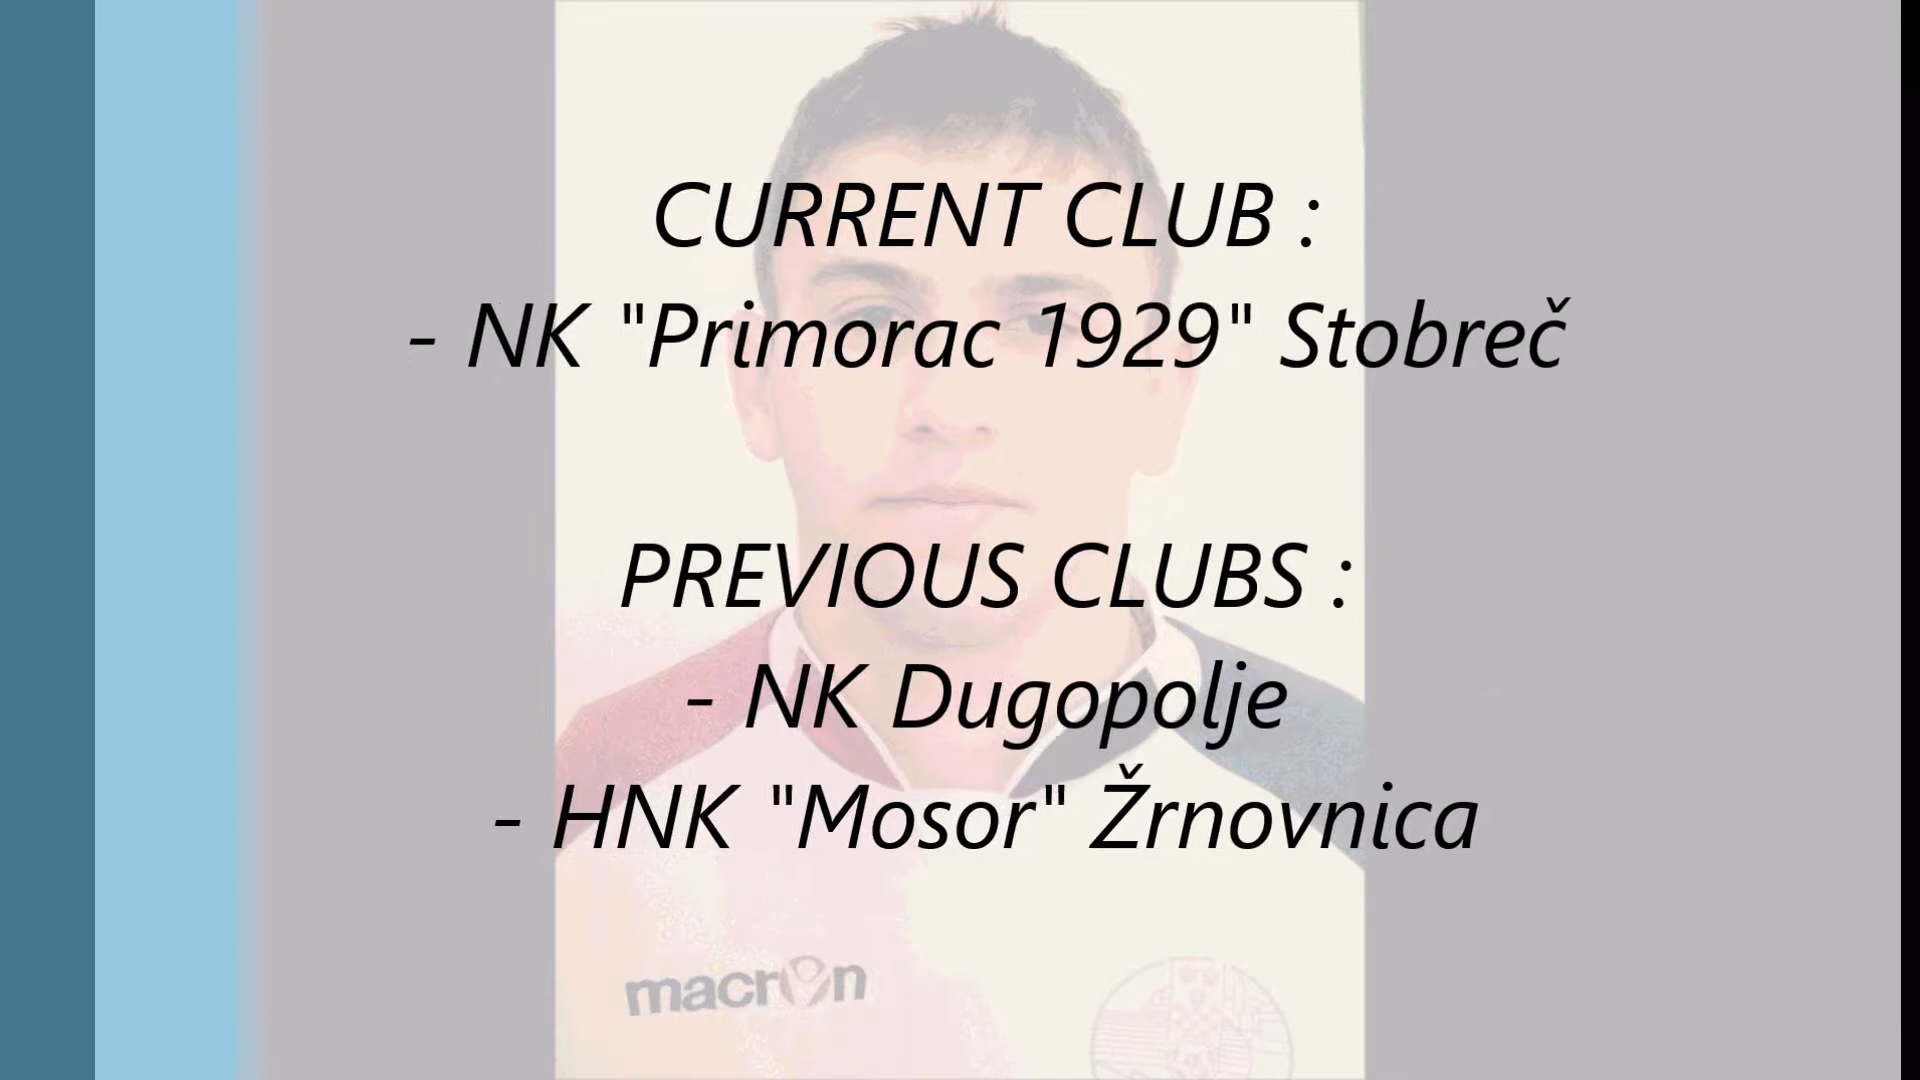 CURRENT CLUB :
- NK "Primorac 1929" Stobreč
PREVIOUS CLUBS :
- NK Dugopolje
- HNK "Mosor" Žrnovnica
macron